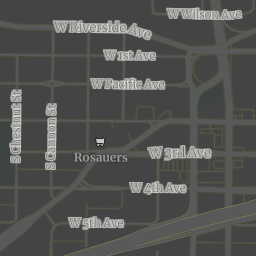 W Wilson Ave
W Riverside Ave
W 1st Ave
W Pacific Ave
S Chestnut St
S Cannon St
W 3rd Ave
Rosauers
W 4th Ave
W 5th Ave